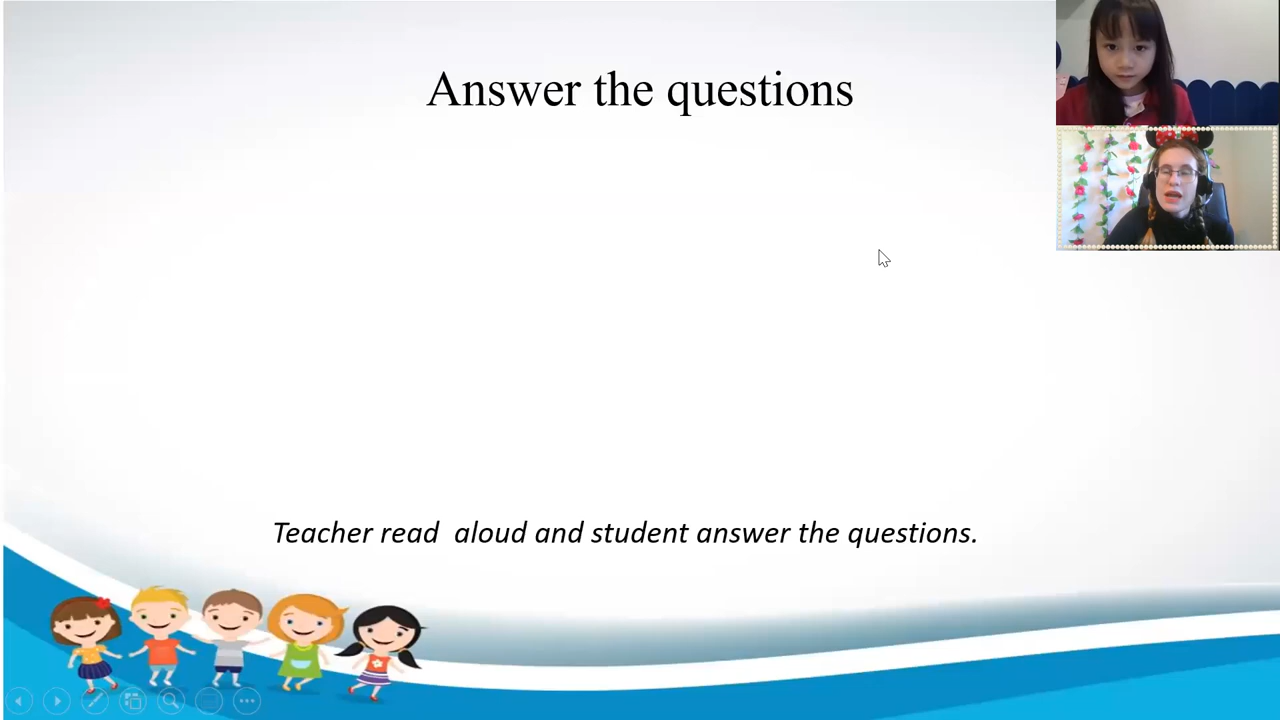 Answer the questions
Teacher read  aloud and student answer the questions.